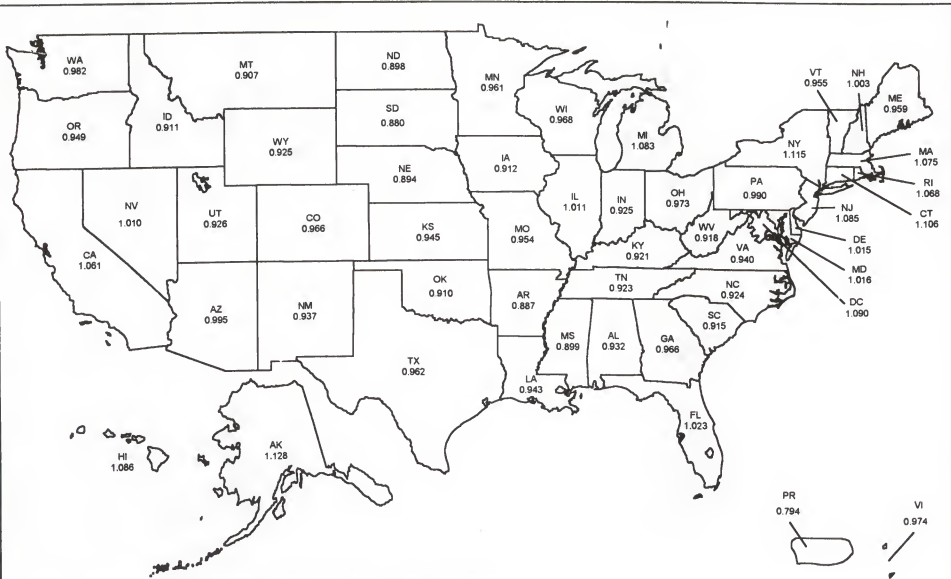 WA
0.982
MT
0.907
ND
0.898
MN
0.961
VT
0.955
NH
1.003
ME
0.959
OR
0.949
ID
0.911
SD
0.880
WI
0.968
MI
1.083
NY
1.115
MA
1.075
WY
0.925
IA
0.912
NE
0.894
PA
0.990
RI
1.068
NV
1.010
UT
0.926
CO
0.966
IL
1.011
IN
0.925
OH
0.973
NJ
1.085
CT
1.106
CA
1.061
KS
0.945
MO
0.954
WV
0.918
VA
0.940
KY
0.921
DE
1.015
MD
1.016
DC
1.090
AZ
0.995
NM
0.937
OK
0.910
AR
0.887
TN
0.923
NC
0.924
SC
0.915
MS
0.899
AL
0.932
GA
0.966
TX
0.962
LA
0.943
FL
1.023
HI
1.086
AK
1.128
PR
0.794
VI
0.974